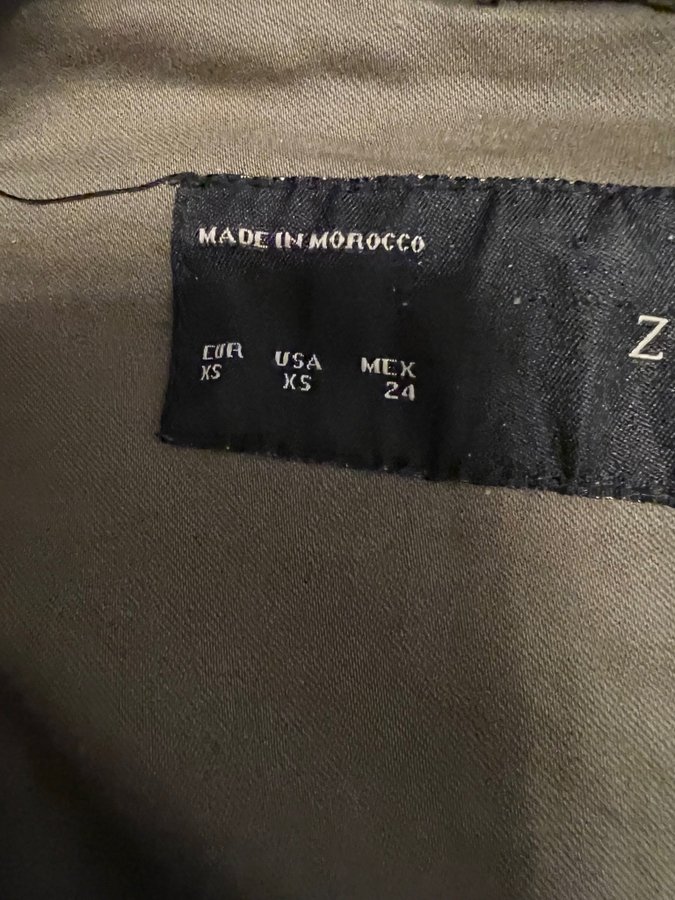 MADE IN MOROCCO
Z
EUR USA MEX
XS XS 24